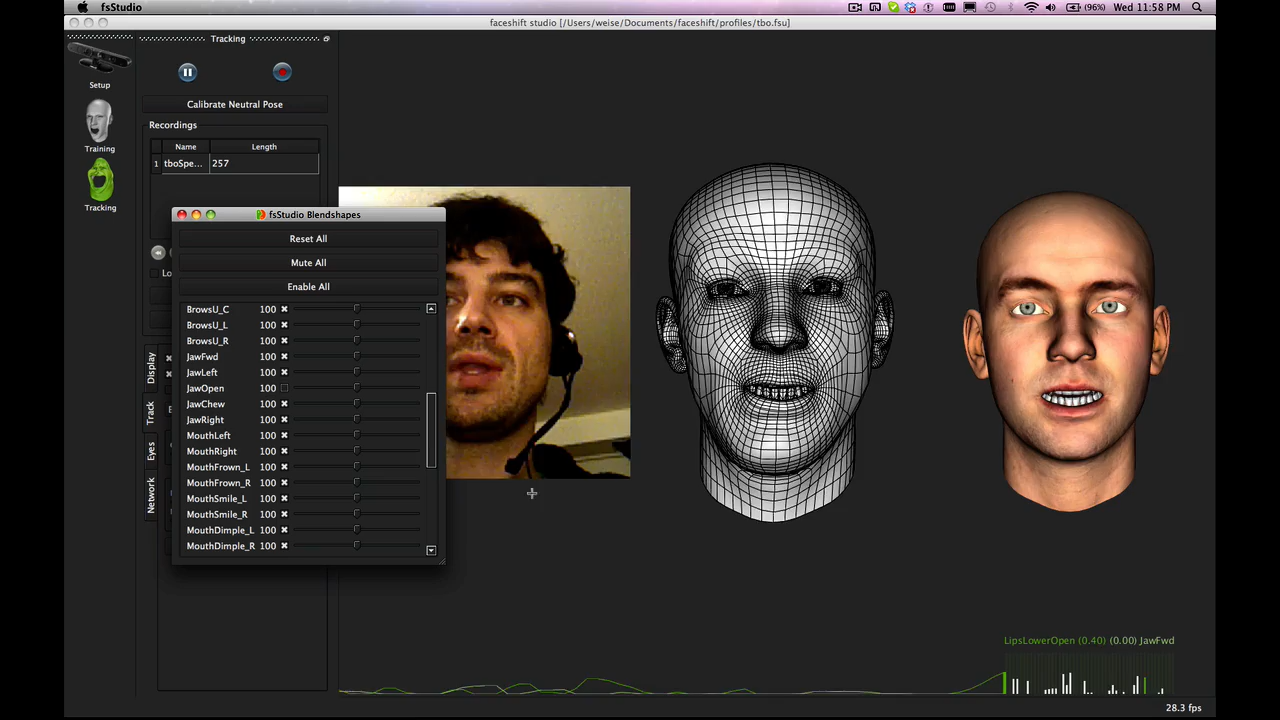 fsStudio
(96%) Wed 11:58 PM
faceshift studio [/Users/weise/Documents/faceshift/profiles/tbo.fsu]
Tracking
Setup
Training
Tracking
Calibrate Neutral Pose
Recordings
Name Length
1 tboSpe... 257
Lo
Display
Track
Eyes
Network
fsStudio Blendshapes
Reset All
Mute All
Enable All
BrowsU_C 100
BrowsU_L 100
BrowsU_R 100
JawFwd 100
JawLeft 100
JawOpen 100
JawChew 100
JawRight 100
MouthLeft 100
MouthRight 100
MouthFrown_L 100
MouthFrown_R 100
MouthSmile_L 100
MouthSmile_R 100
MouthDimple_L 100
MouthDimple_R 100
LipsLowerOpen (0.40) (0.00) JawFwd
28.3 fps